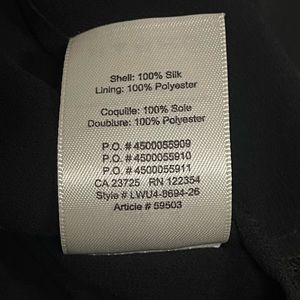 Shell: 100% Silk
Lining: 100% Polyester
Coquille: 100% Soie
Doublure: 100% Polyester
P.O. # 4500055909
P.O. # 4500055910
P.O. # 4500055911
CA 23725 RN 122354
Style # LWU4-8694-26
Article # 59503